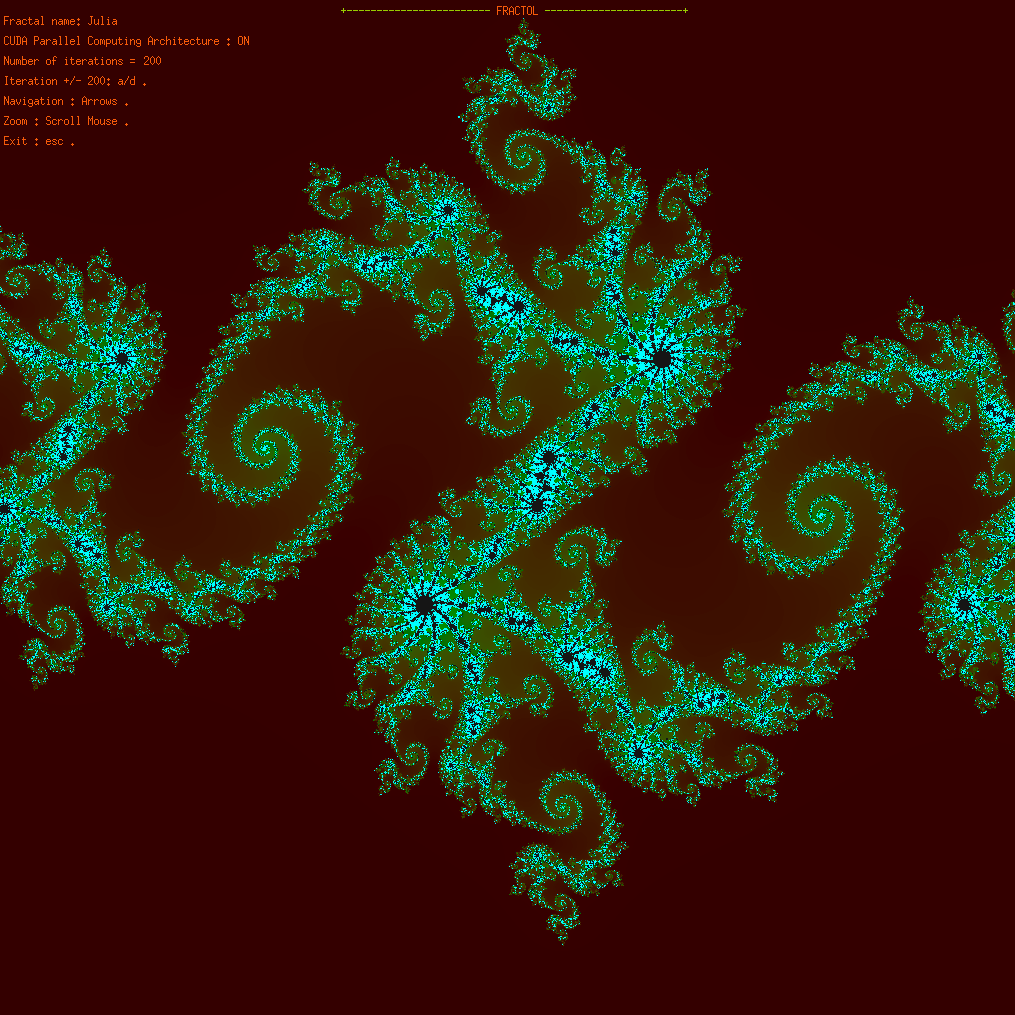 +------------------------ FRACTOL -----------------------+
Fractal name: Julia
CUDA Parallel Computing Architecture : ON
Number of iterations = 200
Iteration +/- 200: a/d .
Navigation : Arrows .
Zoom : Scroll Mouse .
Exit : esc .